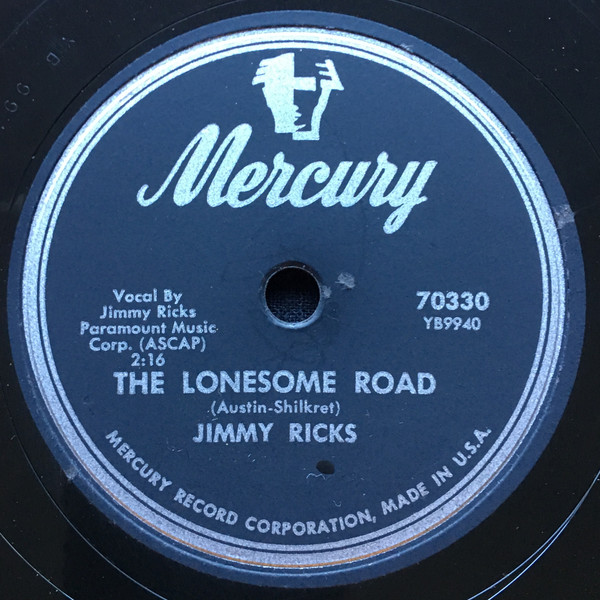 Mercury
Vocal By
Jimmy Ricks
Paramount Music
Corp. (ASCAP)
2:16
70330
YB9940
THE LONESOME ROAD
(Austin-Shilkret)
JIMMY RICKS
MERCURY RECORD CORPORATION, MADE IN U.S.A.